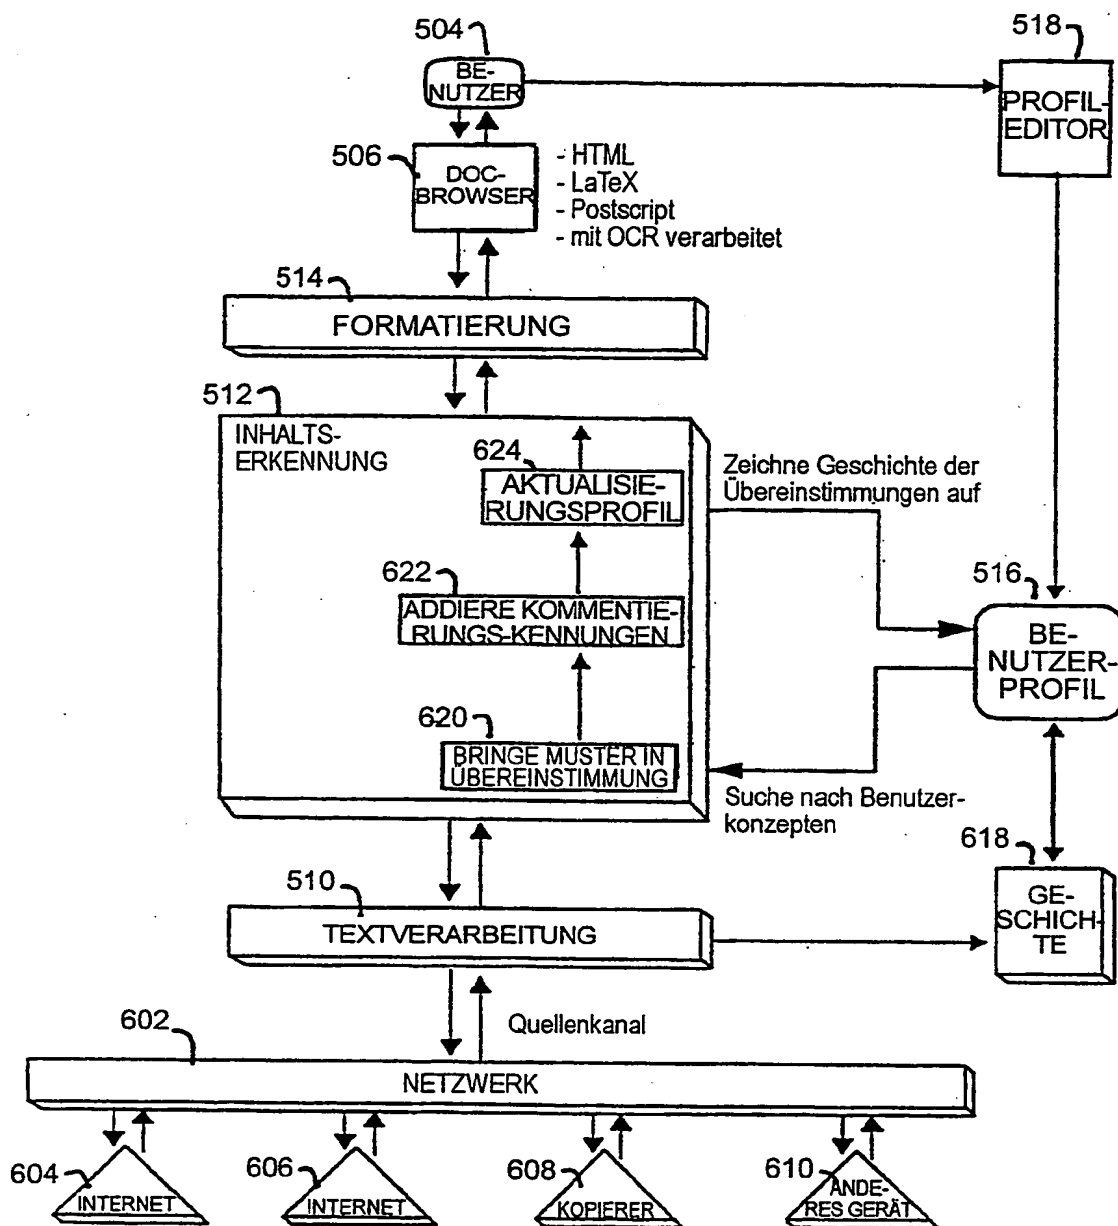 504
518
BE-
NUTZER
PROFIL-
EDITOR
506
DOC-
BROWSER
- HTML
- LaTeX
- Postscript
- mit OCR verarbeitet
514
FORMATIERUNG
512
INHALTS-
ERKENNUNG
624
AKTUALISIE-
RUNGSPROFIL
Zeichne Geschichte der
Übereinstimmungen auf
622
ADDIERE KOMMENTIE-
RUNGS-KENNUNGEN
516
BE-
NUTZER-
PROFIL
620
BRINGE MUSTER IN
ÜBEREINSTIMMUNG
Suche nach Benutzer-
konzepten
618
GE-
SCHICH-
TE
510
TEXTVERARBEITUNG
Quellenkanal
602
NETZWERK
604
INTERNET
606
INTERNET
608
KOPIERER
610
ANDE-
RES GERÄT